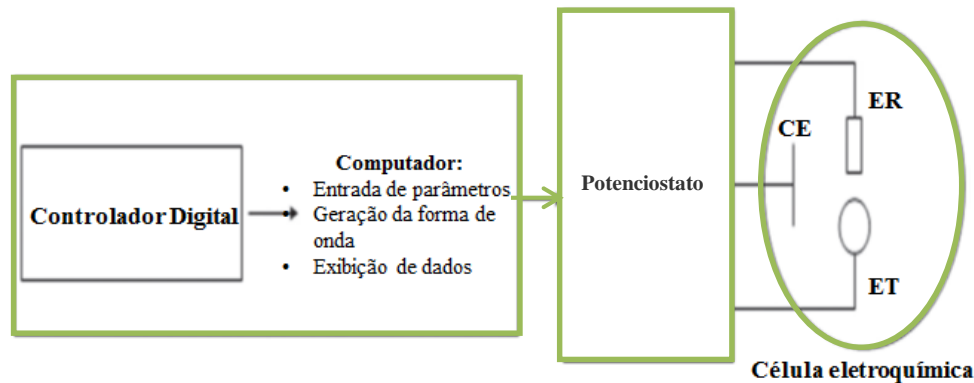 Controlador Digital
Computador:
• Entrada de parâmetros
• Geração da forma de
onda
• Exibição de dados
Potenciostato
CE
ER
ET
Célula eletroquímica